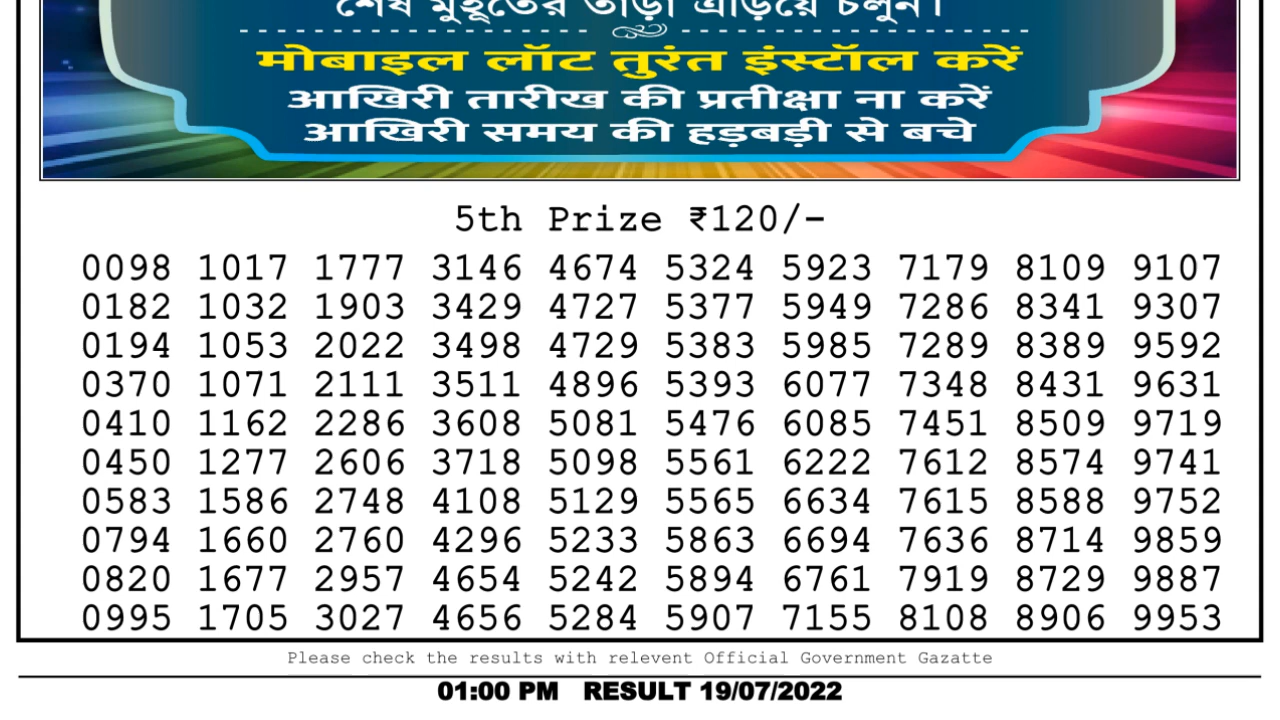 শেষ মুহূর্তের তাড়া এড়িয়ে চলুন।
मोबाइल लॉट तुरंत इंस्टॉल करें
आखिरी तारीख की प्रतीक्षा ना करें
आखिरी समय की हड़बड़ी से बचे
5th Prize ₹120/-
0098 1017 1777 3146 4674 5324 5923 7179 8109 9107
0182 1032 1903 3429 4727 5377 5949 7286 8341 9307
0194 1053 2022 3498 4729 5383 5985 7289 8389 9592
0370 1071 2111 3511 4896 5393 6077 7348 8431 9631
0410 1162 2286 3608 5081 5476 6085 7451 8509 9719
0450 1277 2606 3718 5098 5561 6222 7612 8574 9741
0583 1586 2748 4108 5129 5565 6634 7615 8588 9752
0794 1660 2760 4296 5233 5863 6694 7636 8714 9859
0820 1677 2957 4654 5242 5894 6761 7919 8729 9887
0995 1705 3027 4656 5284 5907 7155 8108 8906 9953
Please check the results with relevent Official Government Gazatte
01:00 PM RESULT 19/07/2022